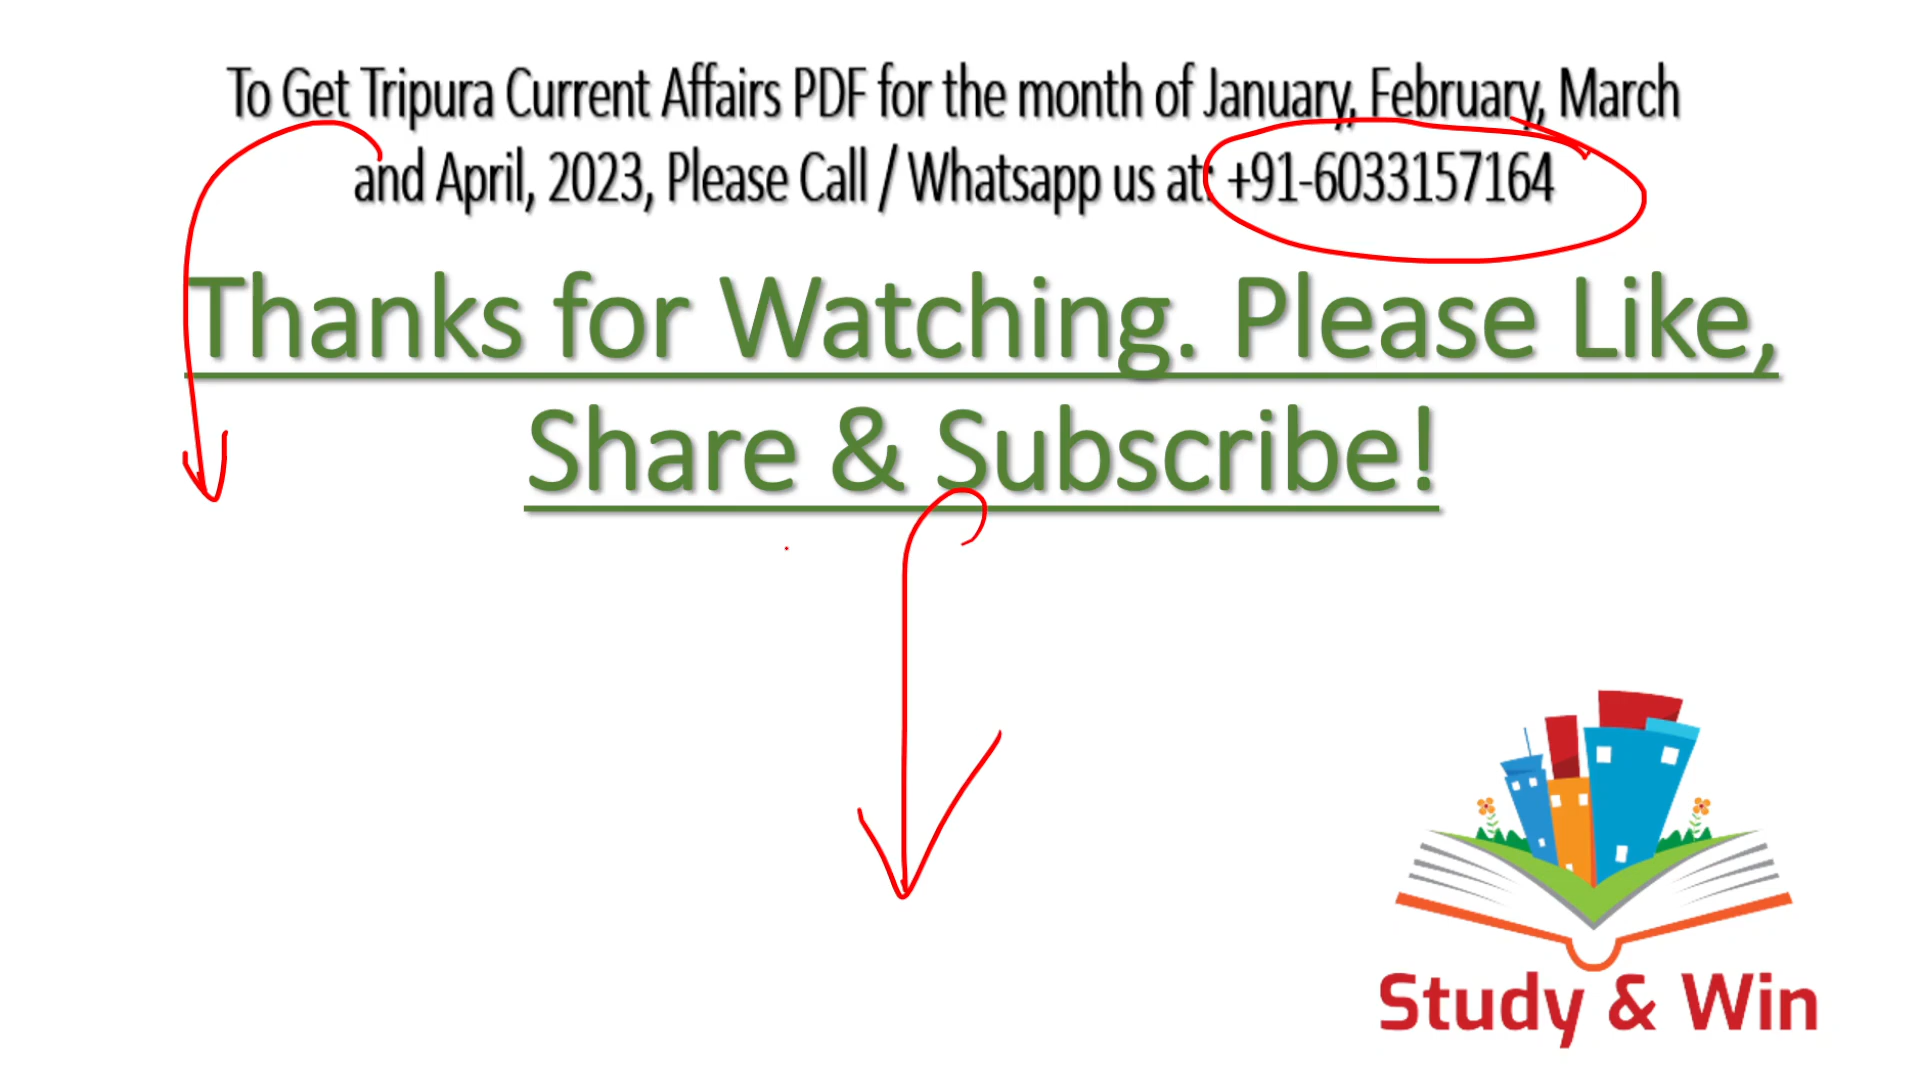 To Get Tripura Current Affairs PDF for the month of January, February, March
and April, 2023, Please Call / Whatsapp us at: +91-6033157164
Thanks for Watching. Please Like,
Share & Subscribe!
Study & Win